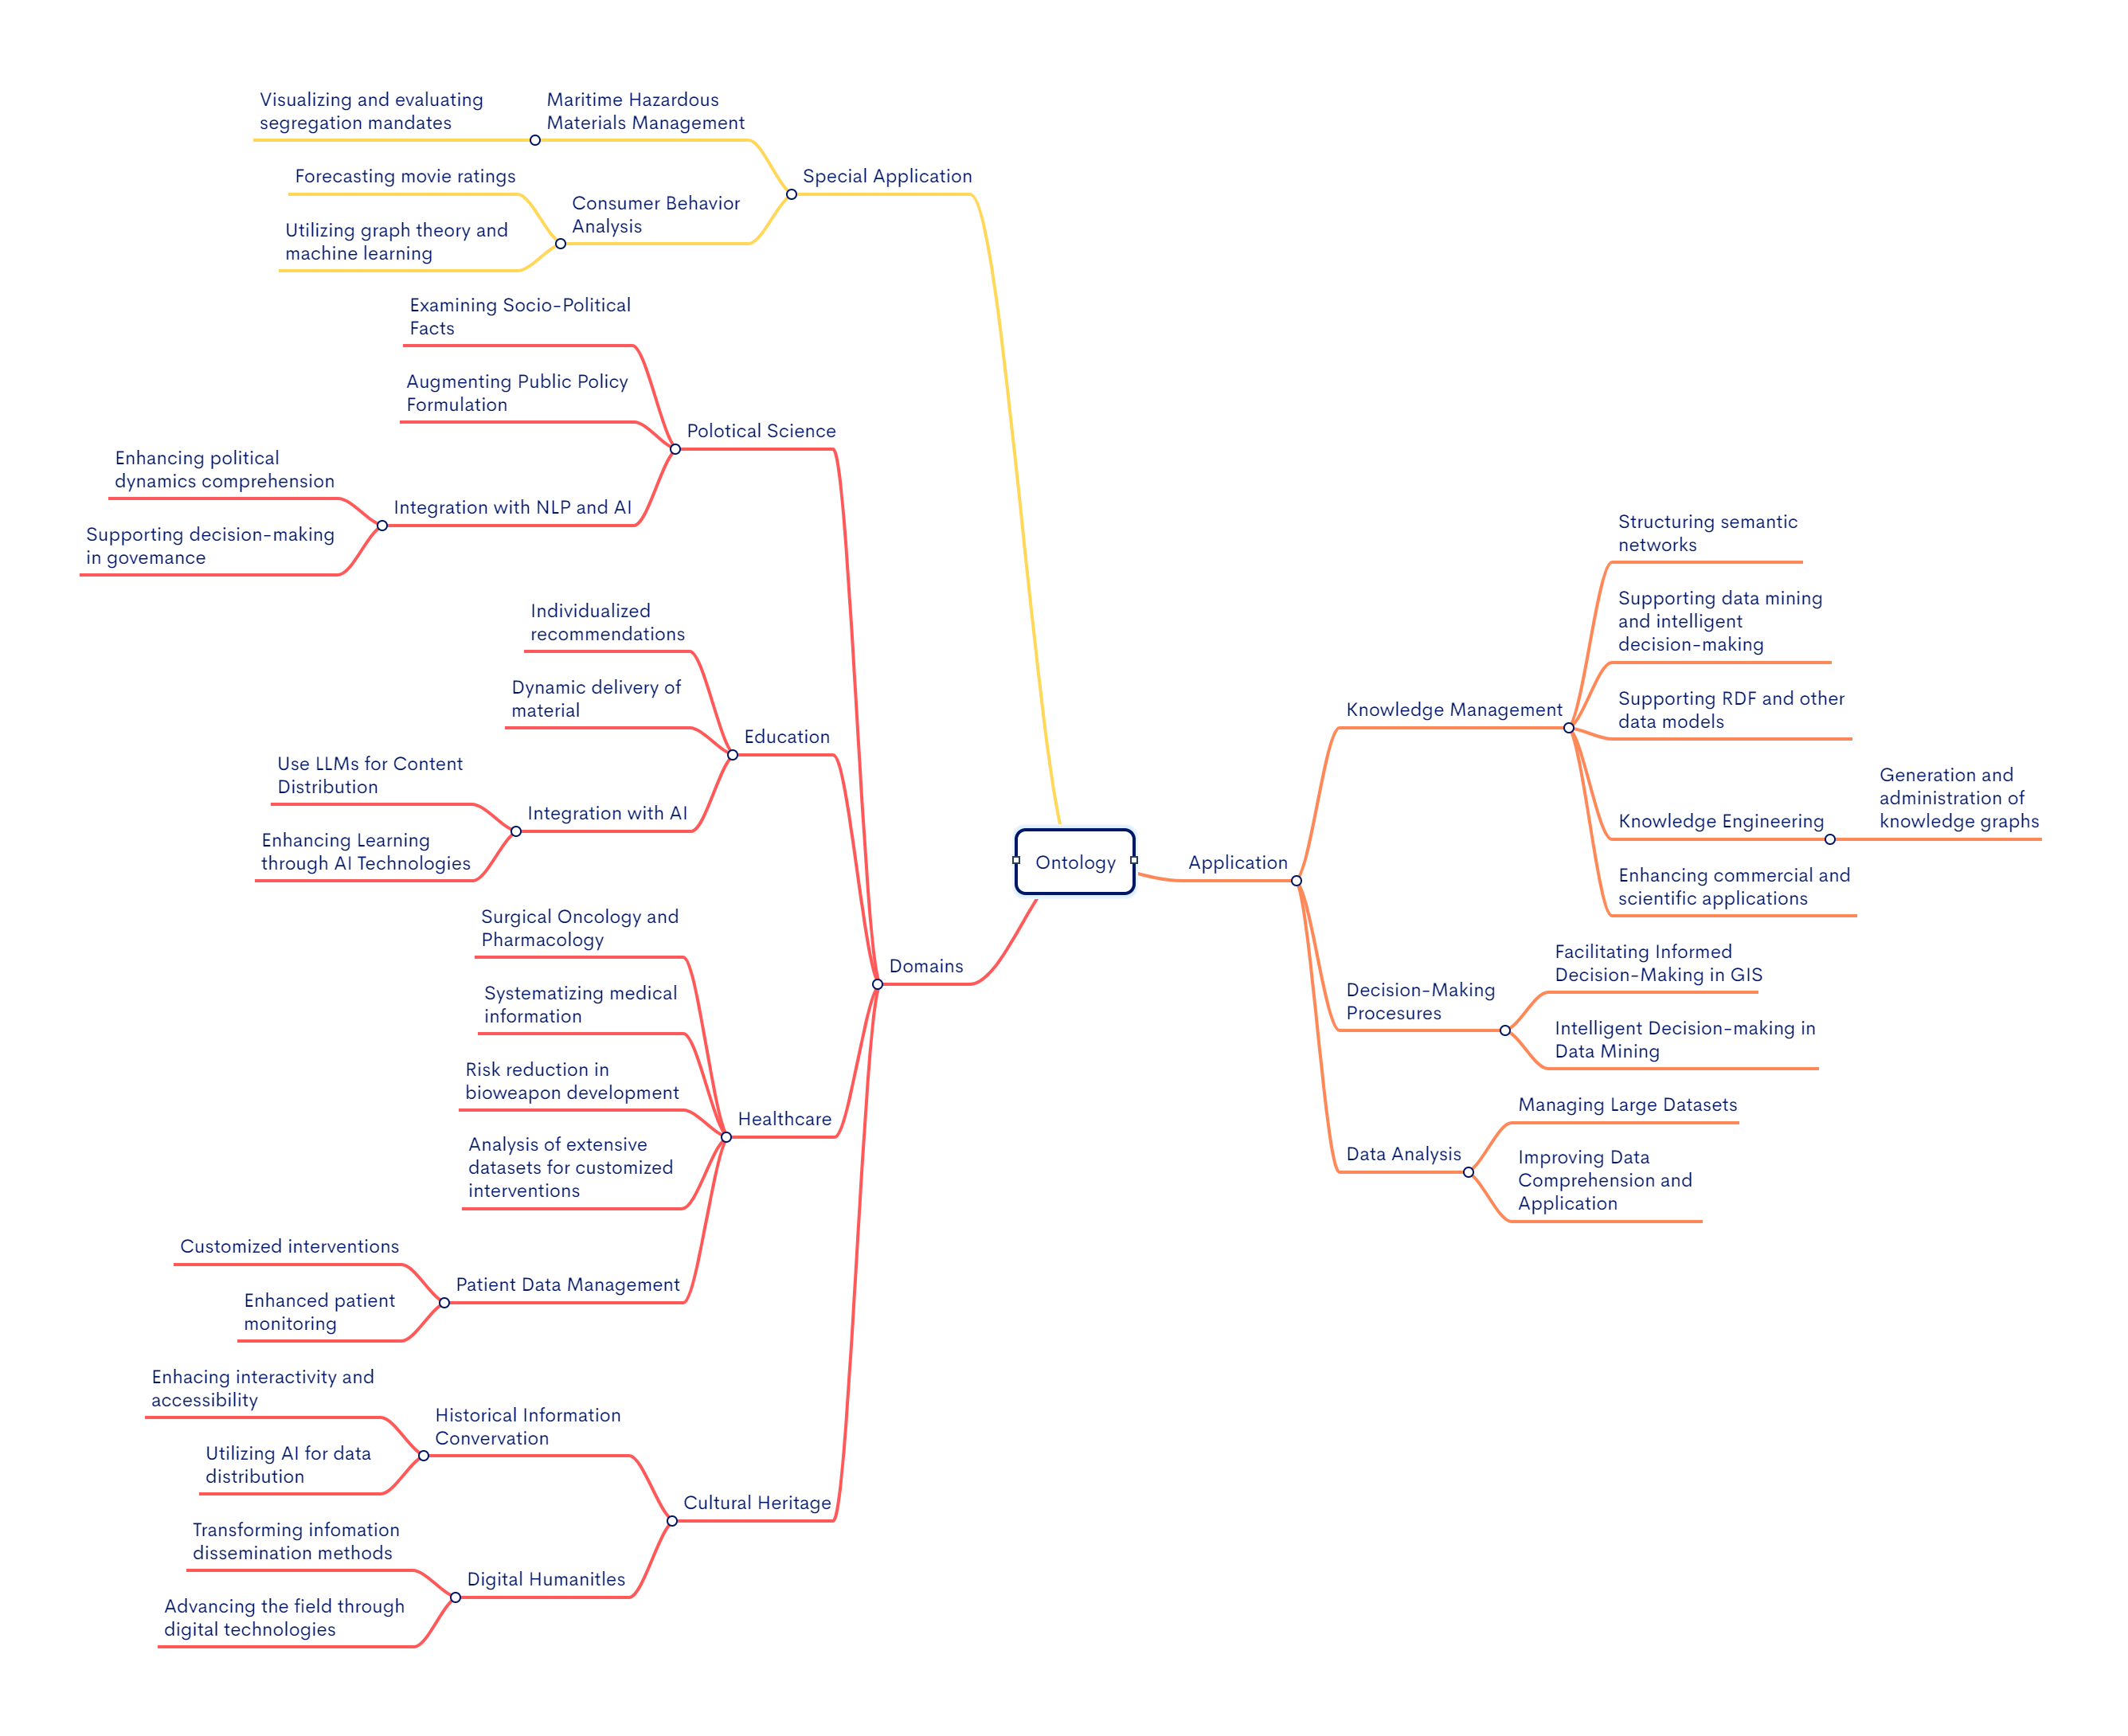 Visualizing and evaluating
segregation mandates
Maritime Hazardous
Materials Management
Forecasting movie ratings
Utilizing graph theory and
machine learning
Consumer Behavior
Analysis
Special Application
Examining Socio-Political
Facts
Augmenting Public Policy
Formulation
Enhancing political
dynamics comprehension
Supporting decision-making
in govemance
Integration with NLP and AI
Polotical Science
Individualized
recommendations
Dynamic delivery of
material
Use LLMs for Content
Distribution
Enhancing Learning
through AI Technologies
Integration with AI
Education
Surgical Oncology and
Pharmacology
Systematizing medical
information
Risk reduction in
bioweapon development
Analysis of extensive
datasets for customized
interventions
Customized interventions
Enhanced patient
monitoring
Patient Data Management
Healthcare
Enhacing interactivity and
accessibility
Utilizing AI for data
distribution
Historical Information
Convervation
Transforming infomation
dissemination methods
Advancing the field through
digital technologies
Digital Humanitles
Cultural Heritage
Domains
Ontology
Application
Knowledge Management
Structuring semantic
networks
Supporting data mining
and intelligent
decision-making
Supporting RDF and other
data models
Knowledge Engineering
Generation and
administration of
knowledge graphs
Enhancing commercial and
scientific applications
Decision-Making
Procesures
Facilitating Informed
Decision-Making in GIS
Intelligent Decision-making in
Data Mining
Data Analysis
Managing Large Datasets
Improving Data
Comprehension and
Application